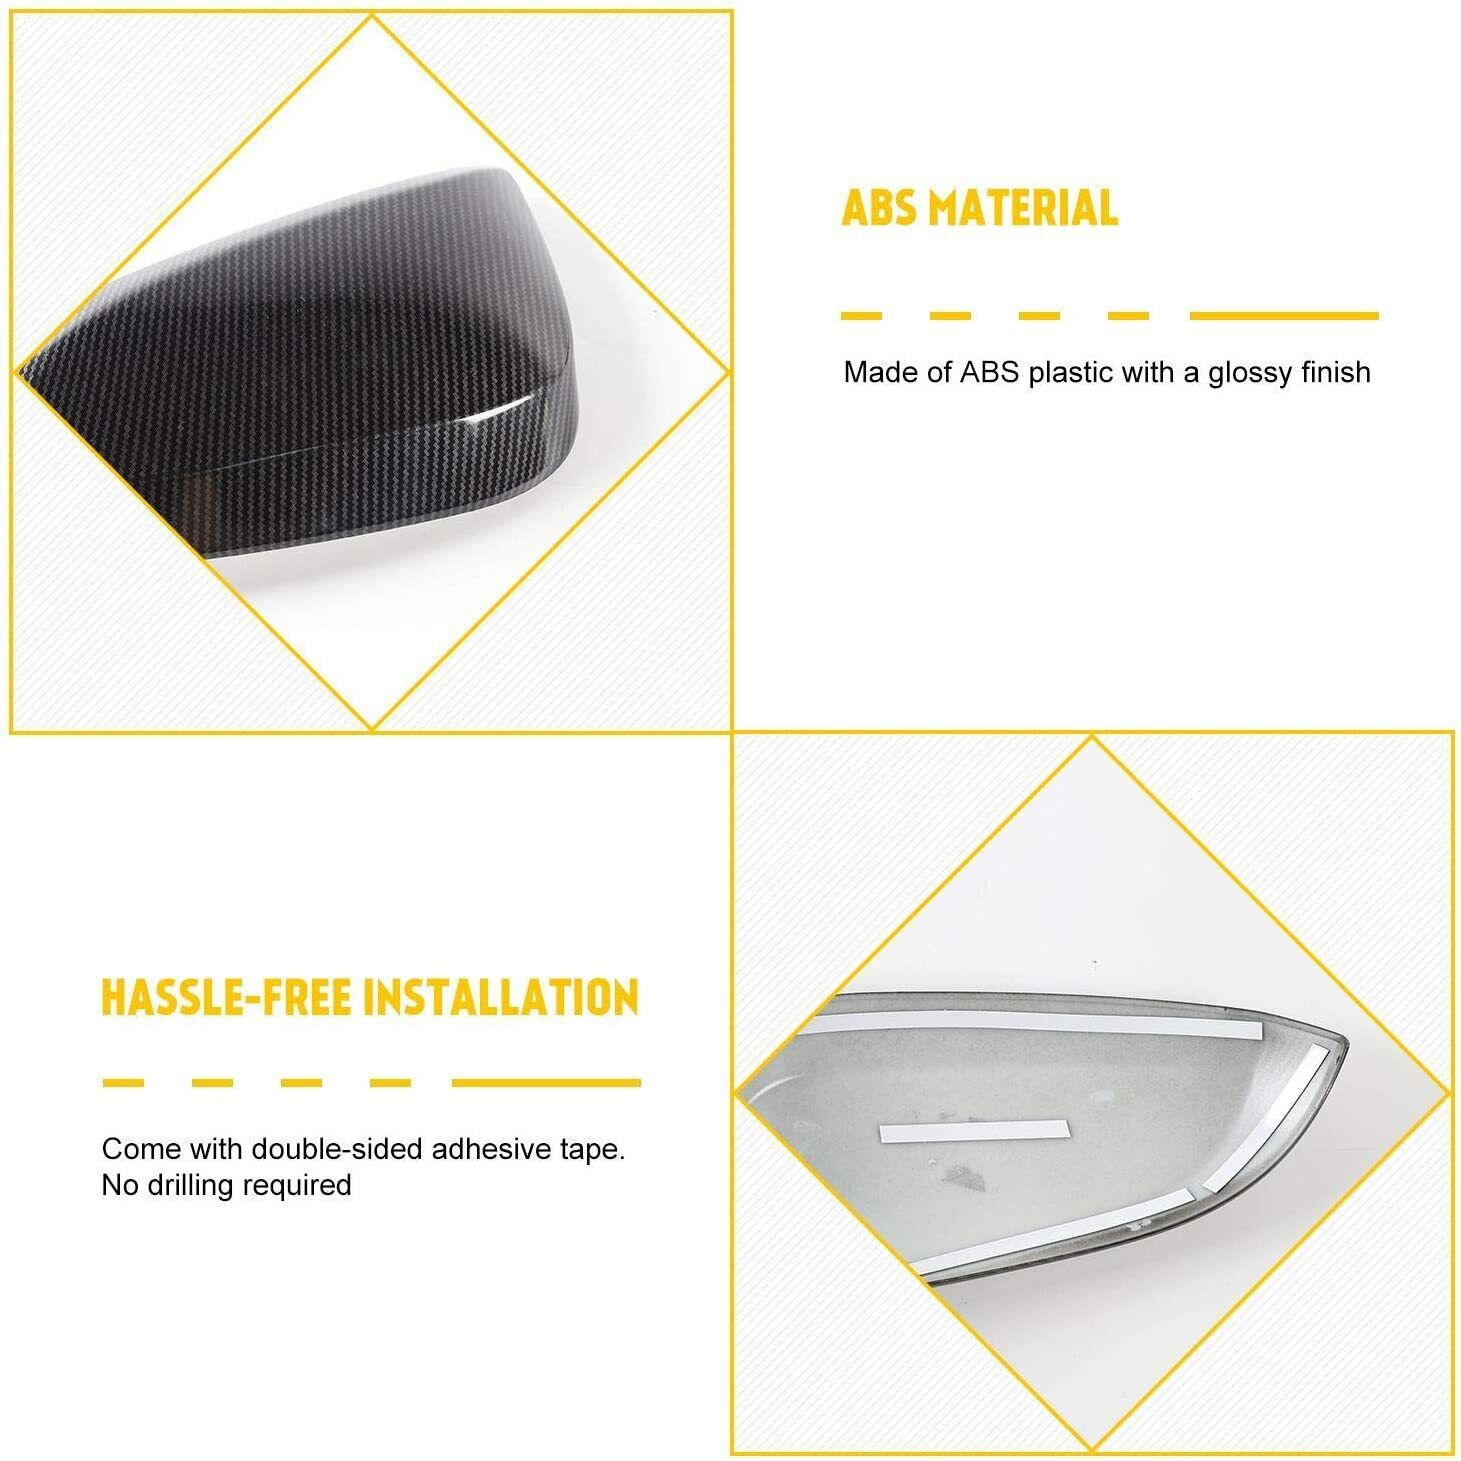 ABS MATERIAL
Made of ABS plastic with a glossy finish
HASSLE-FREE INSTALLATION
Come with double-sided adhesive tape.
No drilling required